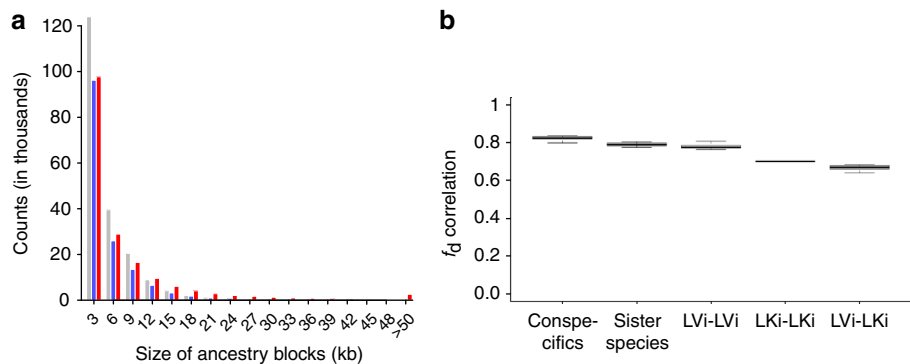 a
120
100
80
60
40
20
0
Counts (in thousands)
3 6 9 12 15 18 21 24 27 30 33 36 39 42 45 48 >50
Size of ancestry blocks (kb)
b
1
0.8
0.6
0.4
0.2
0.0
fd correlation
Conspe- Sister LVi-LVi LKi-LKi LVi-LKi
cifics species